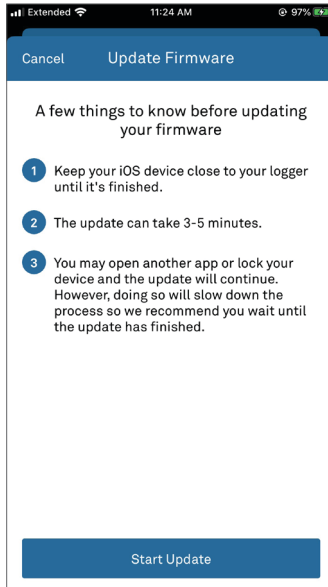 Extended 11:24 AM 97%
Cancel Update Firmware
A few things to know before updating
your firmware
1 Keep your iOS device close to your logger
until it's finished.
2 The update can take 3-5 minutes.
3 You may open another app or lock your
device and the update will continue.
However, doing so will slow down the
process so we recommend you wait until
the update has finished.
Start Update